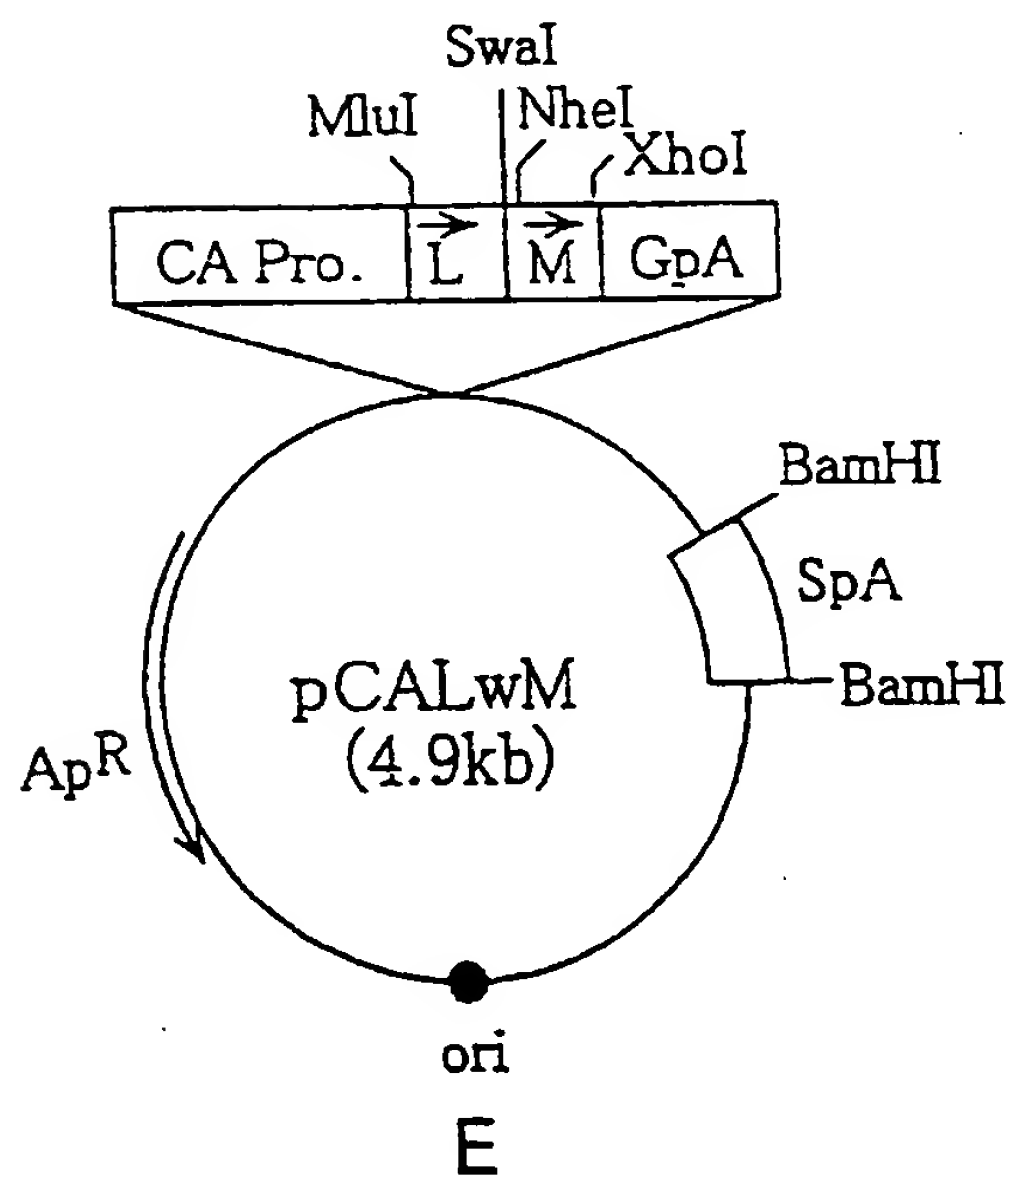 SwaI
MluI
NheI
XhoI
CA Pro.
L
M
GpA
BamHI
SpA
BamHI
pCALwM
(4.9kb)
ApR
ori
E